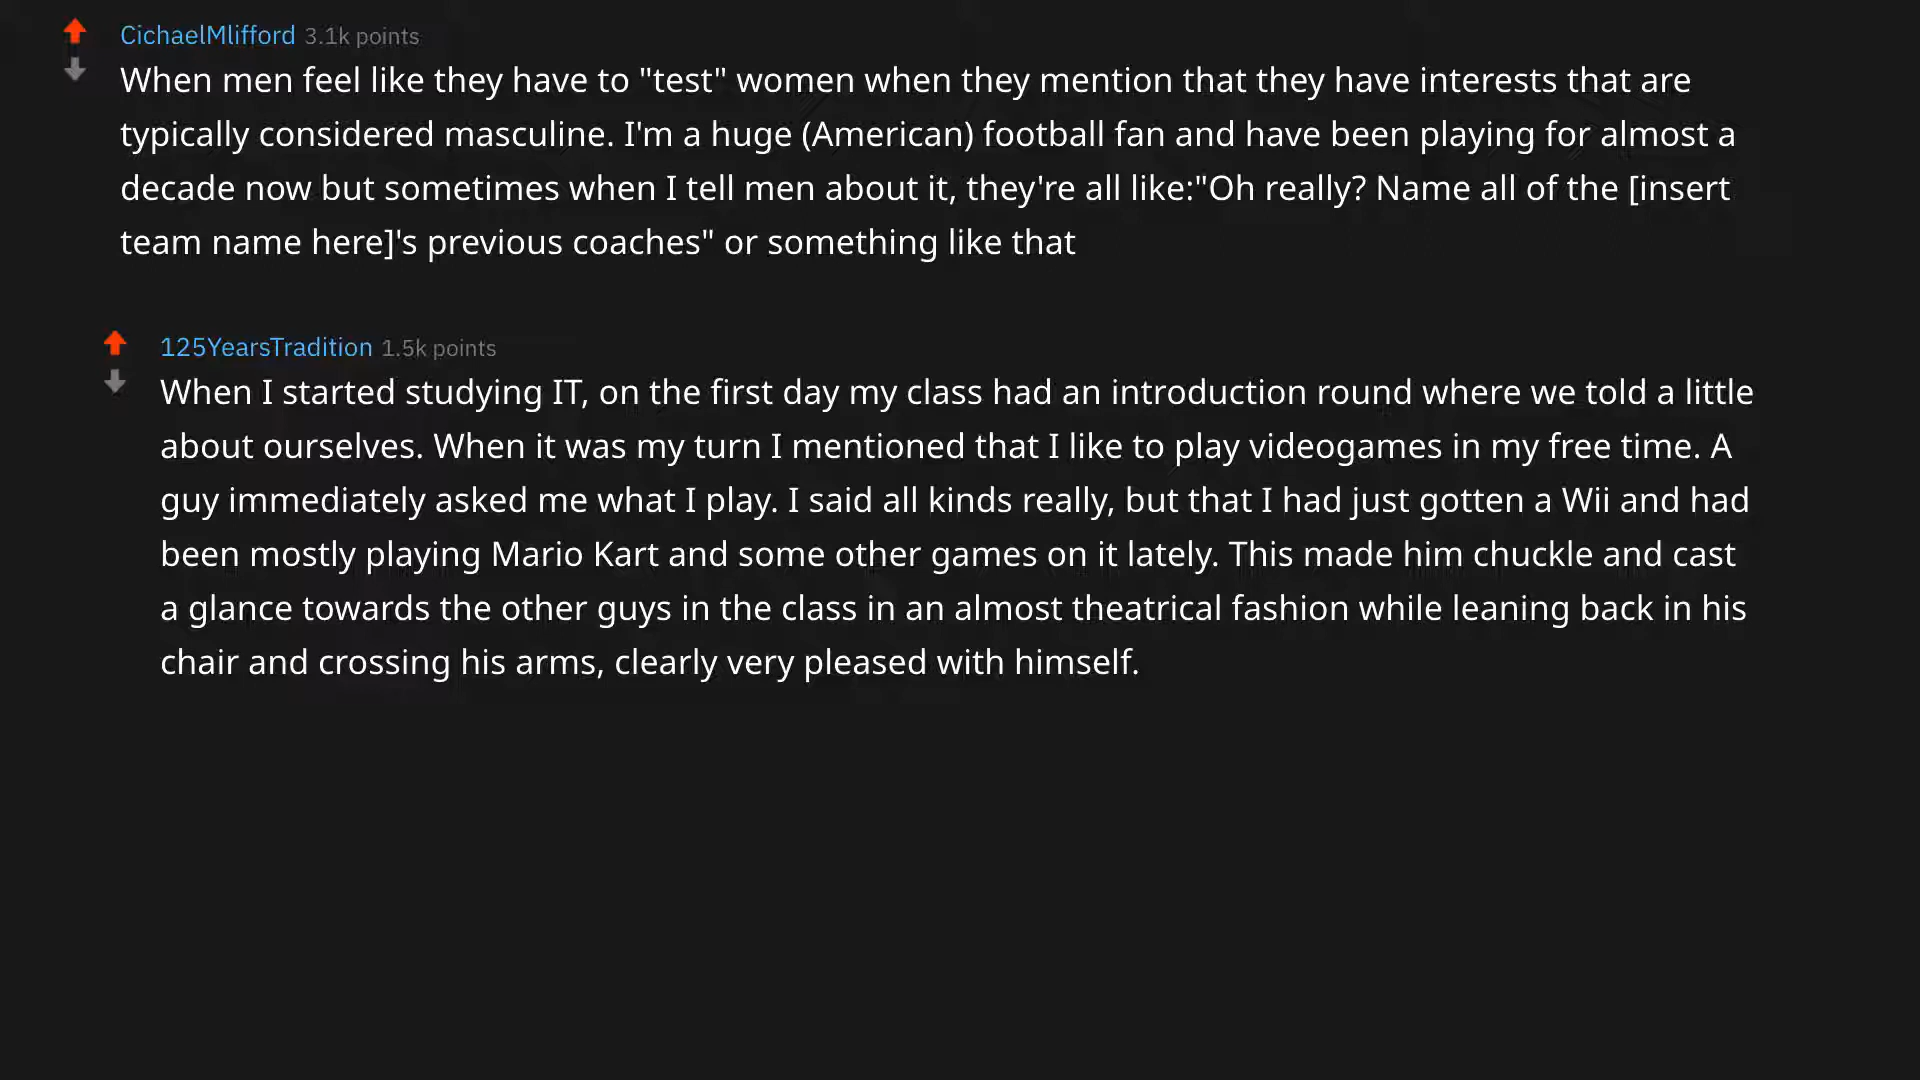 CichaelMlifford 3.1k points
When men feel like they have to "test" women when they mention that they have interests that are
typically considered masculine. I'm a huge (American) football fan and have been playing for almost a
decade now but sometimes when I tell men about it, they're all like:"Oh really? Name all of the [insert
team name here]'s previous coaches" or something like that
125YearsTradition 1.5k points
When I started studying IT, on the first day my class had an introduction round where we told a little
about ourselves. When it was my turn I mentioned that I like to play videogames in my free time. A
guy immediately asked me what I play. I said all kinds really, but that I had just gotten a Wii and had
been mostly playing Mario Kart and some other games on it lately. This made him chuckle and cast
a glance towards the other guys in the class in an almost theatrical fashion while leaning back in his
chair and crossing his arms, clearly very pleased with himself.